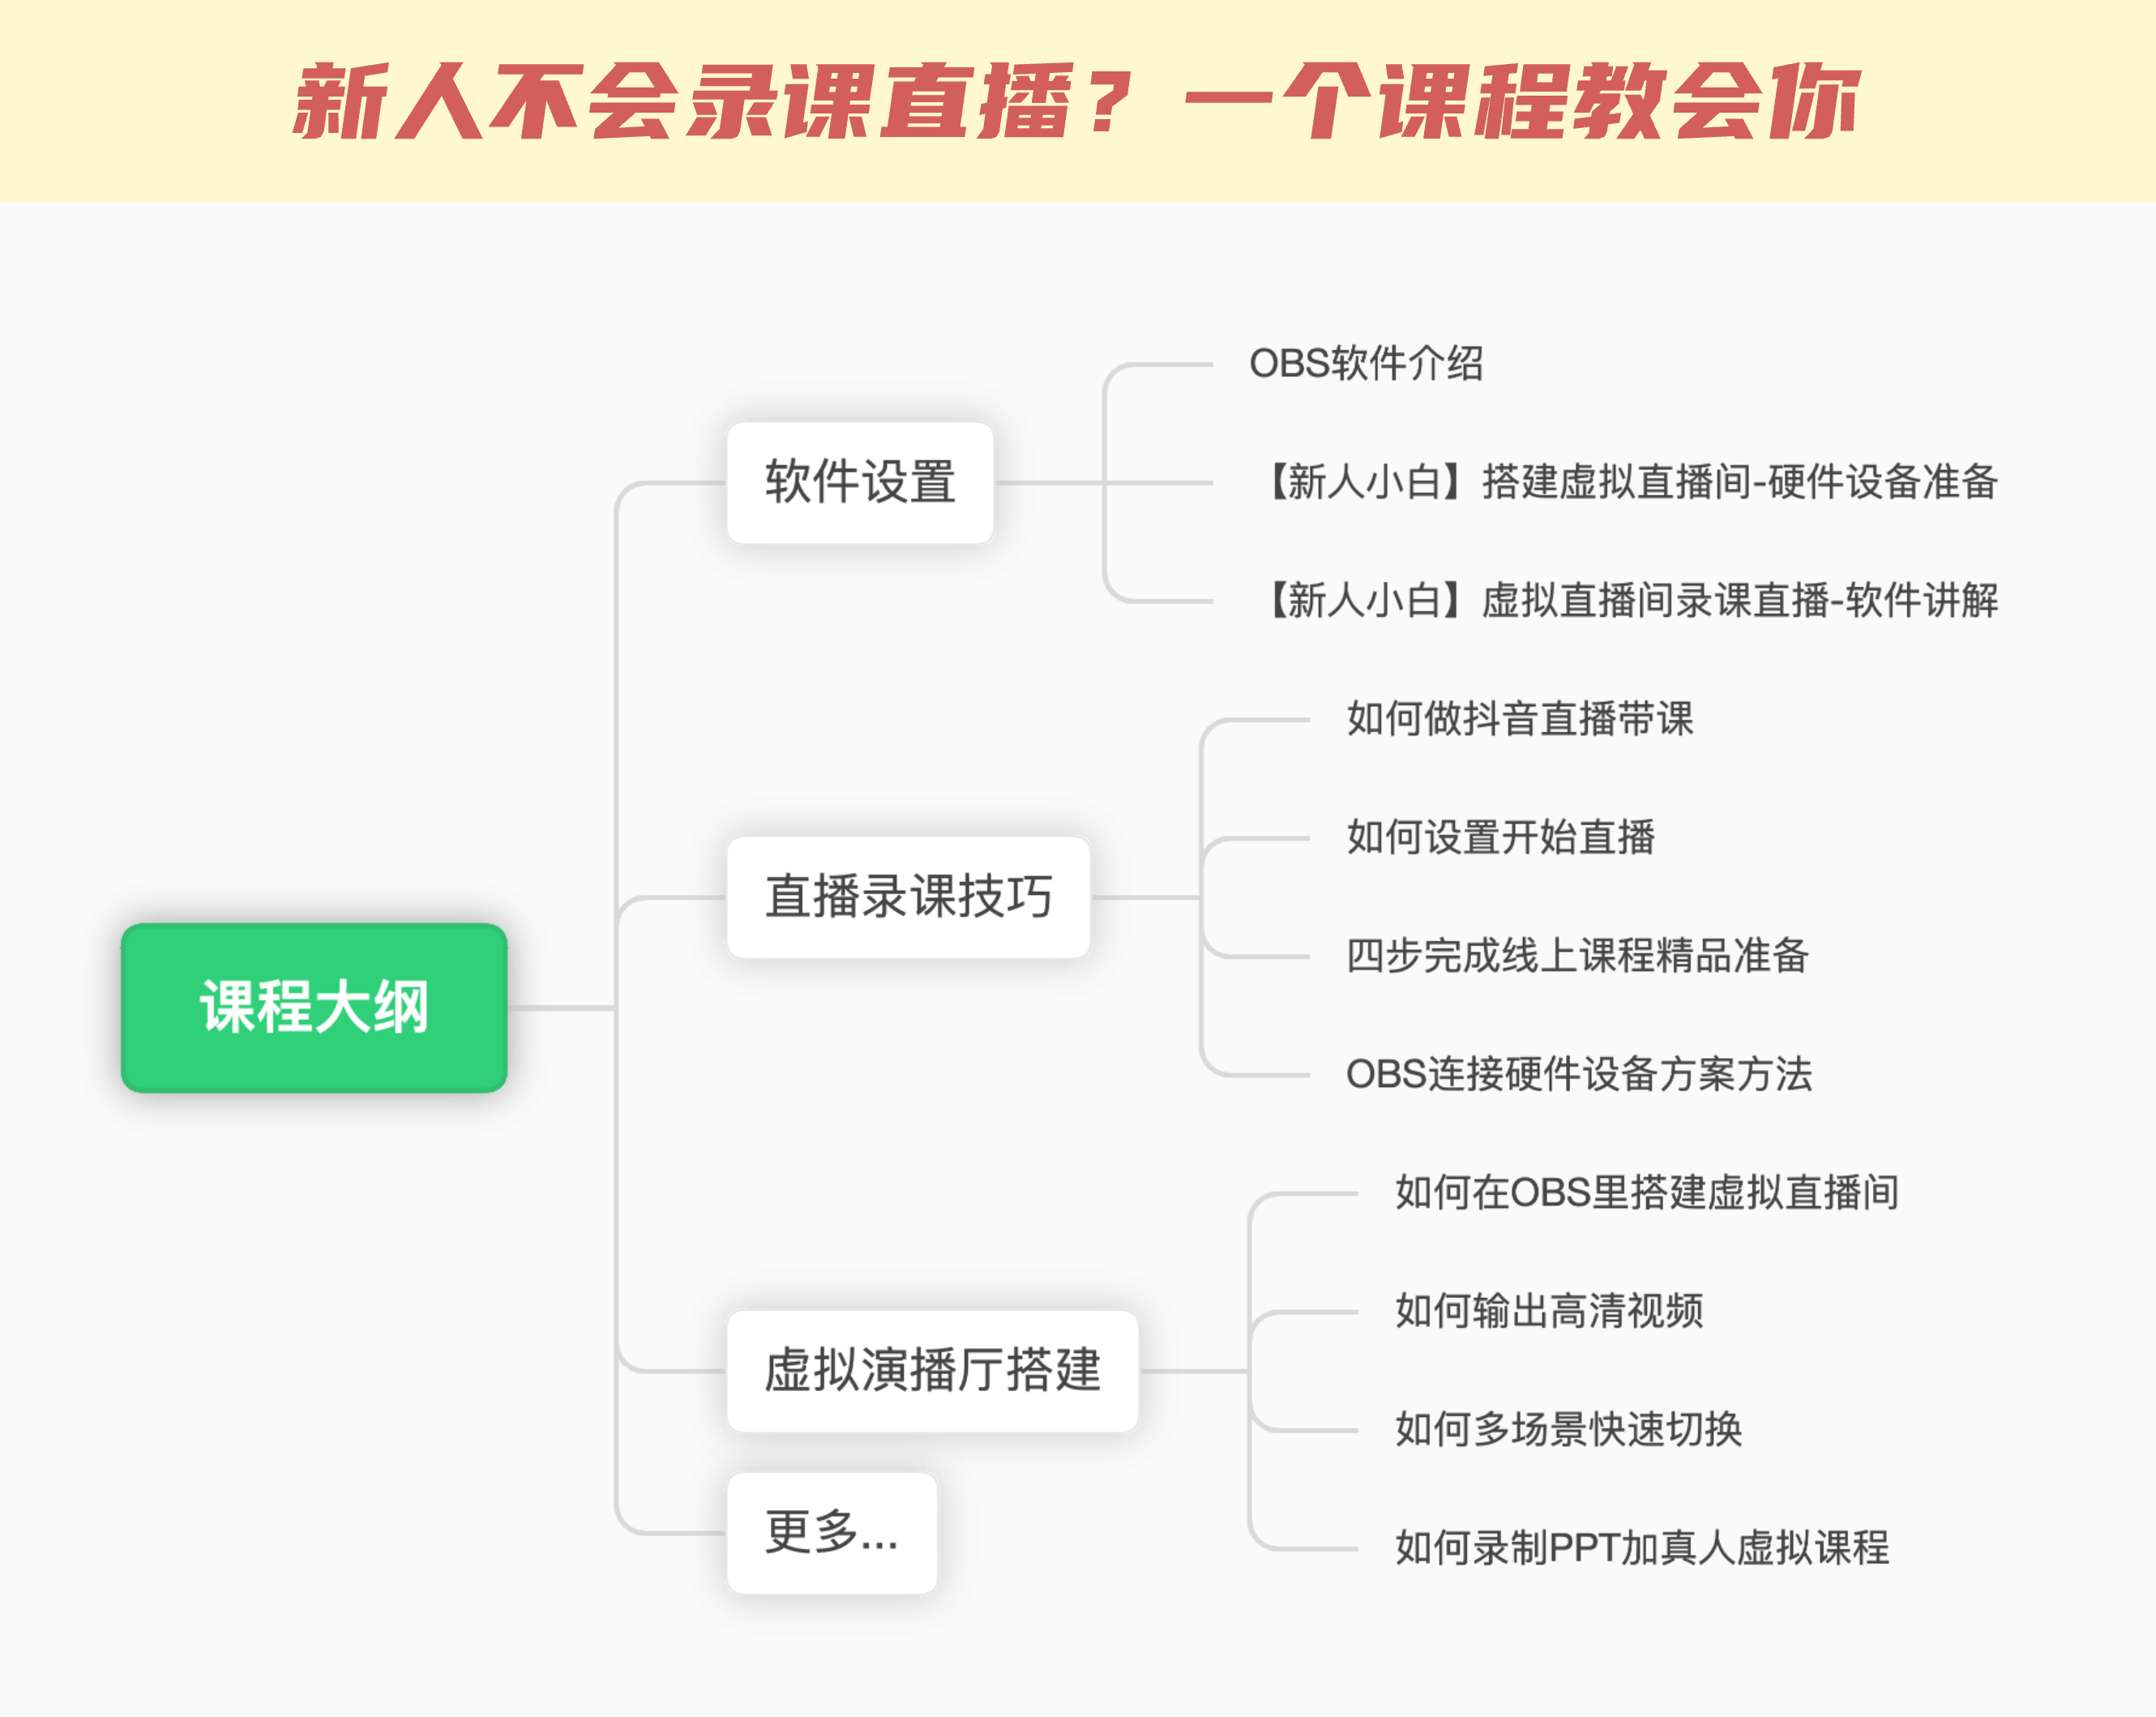 新人不会录课直播？一个课程教会你
课程大纲
软件设置
OBS软件介绍
【新人小白】搭建虚拟直播间-硬件设备准备
【新人小白】虚拟直播间录课直播-软件讲解
直播录课技巧
如何做抖音直播带课
如何设置开始直播
四步完成线上课程精品准备
OBS连接硬件设备方案方法
虚拟演播厅搭建
如何在OBS里搭建虚拟直播间
如何输出高清视频
如何多场景快速切换
如何录制PPT加真人虚拟课程
更多...